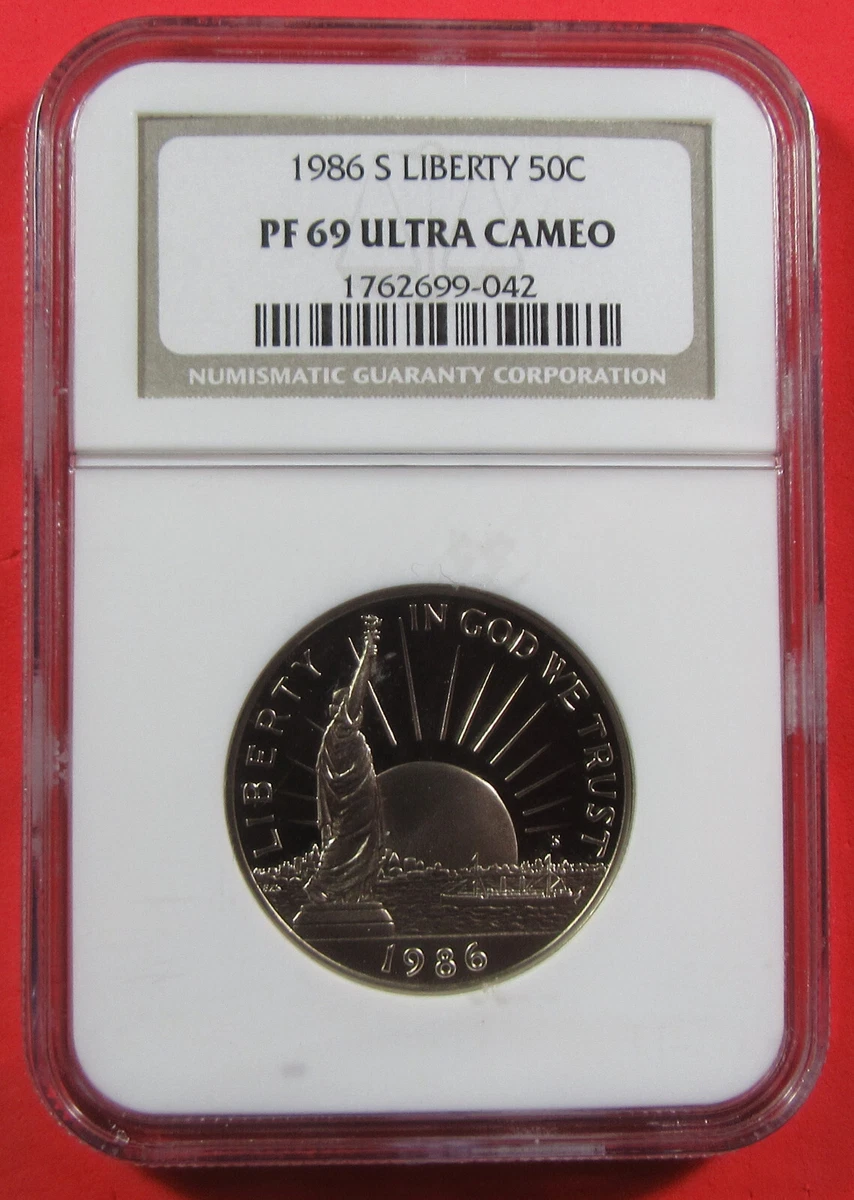 1986 S LIBERTY 50C
PF 69 ULTRA CAMEO
1762699-042
NUMISMATIC GUARANTY CORPORATION
LIBERTY
IN GOD WE TRUST
S
1986